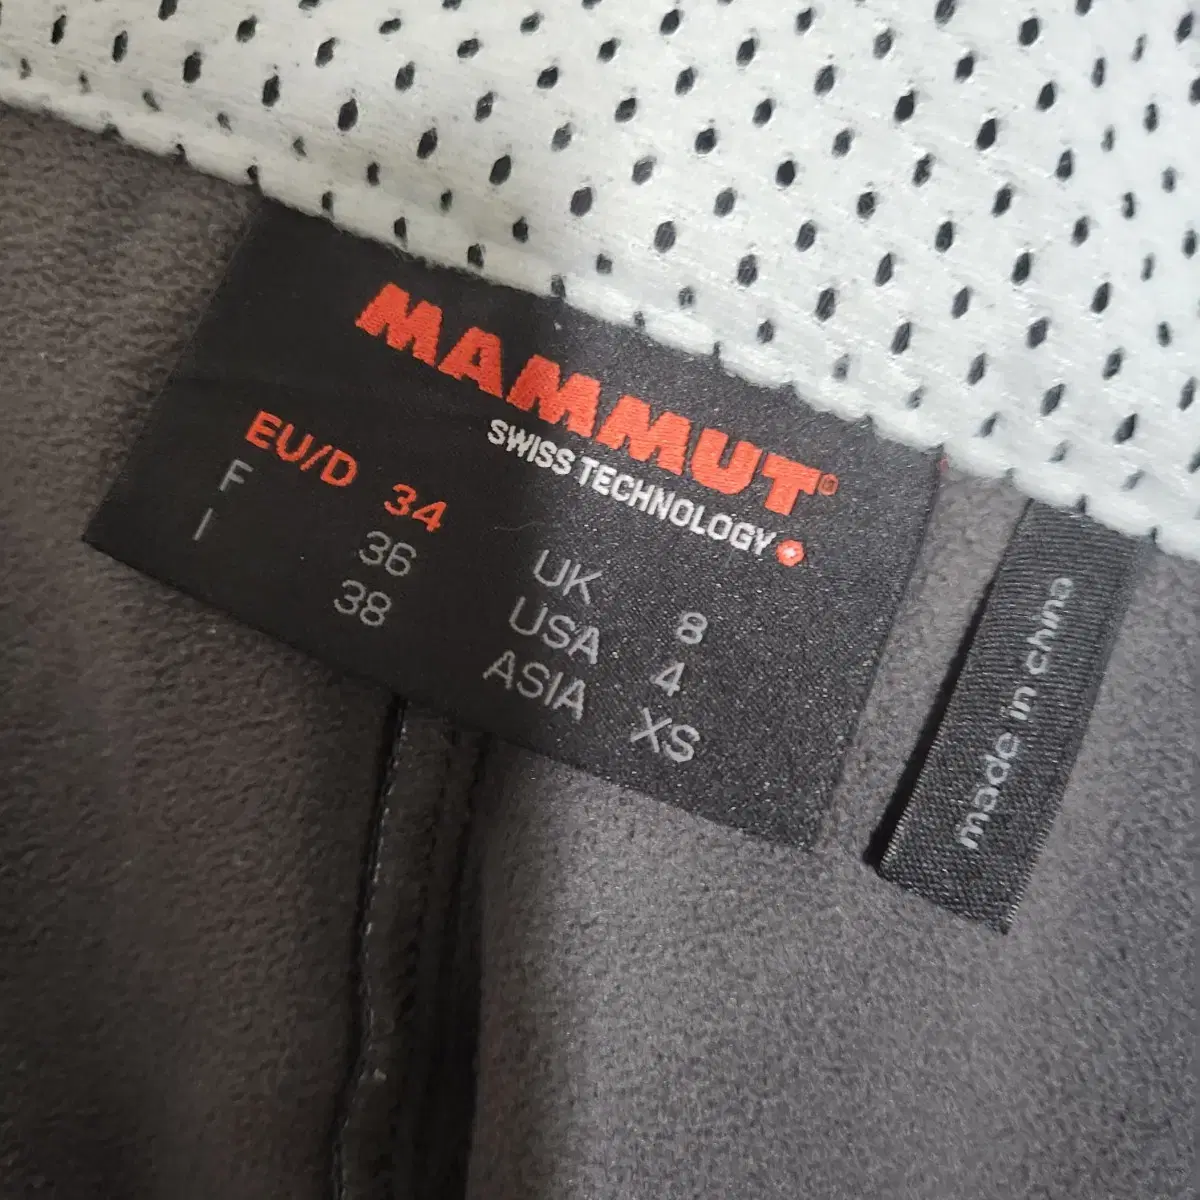 MAMMUT®
SWISS TECHNOLOGY
EU/D 34
F 36
I 38
UK 8
USA 4
ASIA XS
made in china